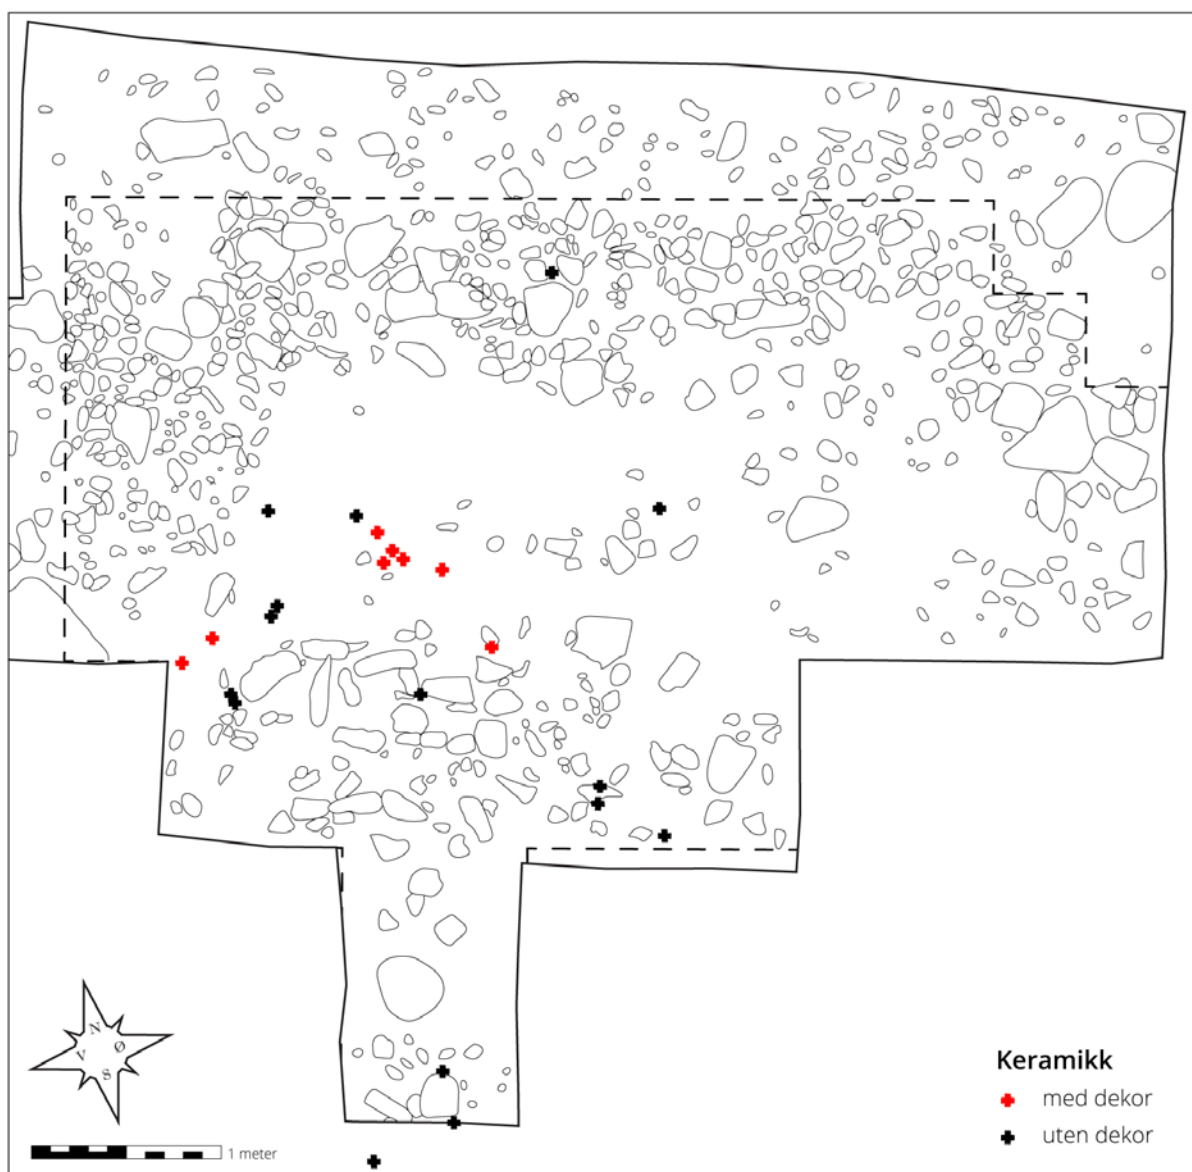 N
V Ø
S
1 meter
Keramikk
med dekor
uten dekor